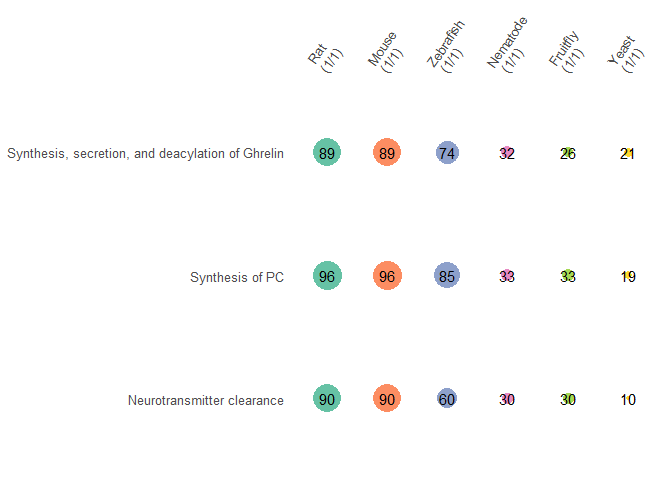 Rat
(1/1)
Mouse
(1/1)
Zebrafish
(1/1)
Nematode
(1/1)
Fruitfly
(1/1)
Yeast
(1/1)
Synthesis, secretion, and deacylation of Ghrelin 89 89 74 32 26 21
Synthesis of PC 96 96 85 33 33 19
Neurotransmitter clearance 90 90 60 30 30 10